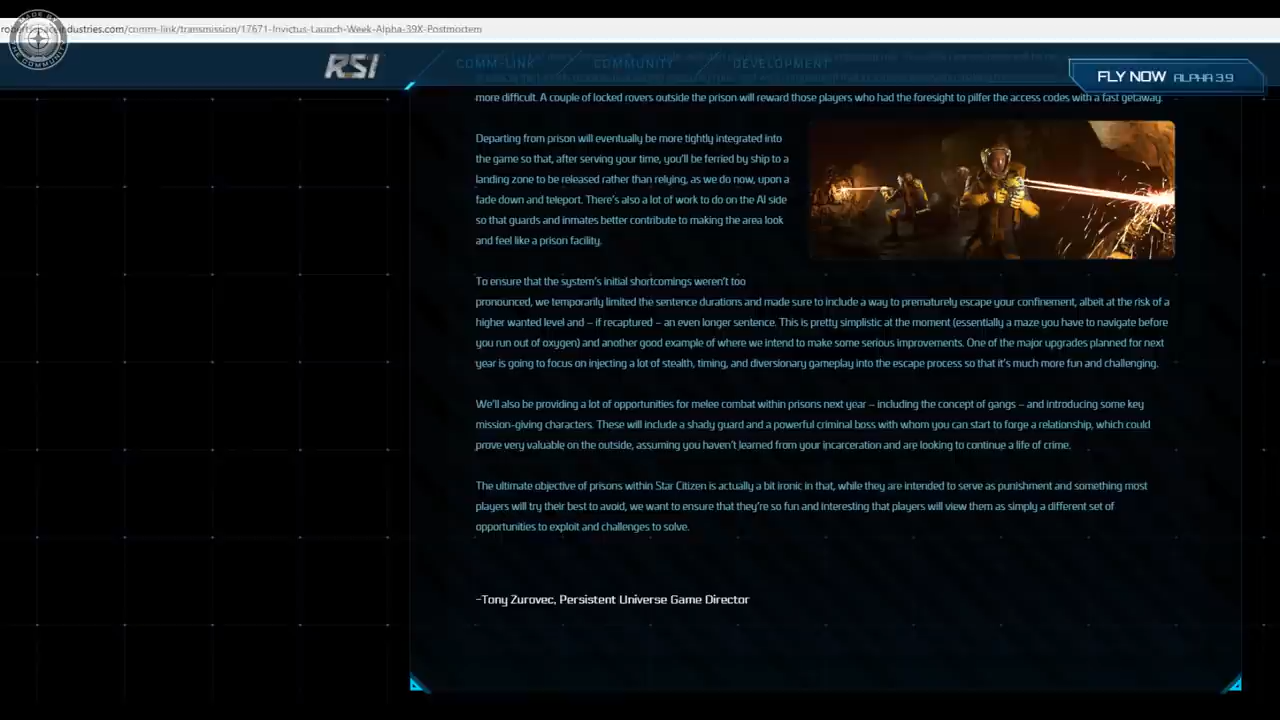 MADE BY THE COMMUNITY
industries.com/comm-link/transmission/17671-Invictus-Launch-Week-Alpha-39X-Postmortem
RSI
COMM-LINK
COMMUNITY
DEVELOPMENT
FLY NOW ALPHA 3.9
more difficult. A couple of locked rovers outside the prison will reward those players who had the foresight to pilfer the access codes with a fast getaway.
Departing from prison will eventually be more tightly integrated into
the game so that, after serving your time, you'll be ferried by ship to a
landing zone to be released rather than relying, as we do now, upon a
fade down and teleport. There's also a lot of work to do on the AI side
so that guards and inmates better contribute to making the area look
and feel like a prison facility.
To ensure that the system's initial shortcomings weren't too
pronounced, we temporarily limited the sentence durations and made sure to include a way to prematurely escape your confinement, albeit at the risk of a
higher wanted level and – if recaptured – an even longer sentence. This is pretty simplistic at the moment (essentially a maze you have to navigate before
you run out of oxygen) and another good example of where we intend to make some serious improvements. One of the major upgrades planned for next
year is going to focus on injecting a lot of stealth, timing, and diversionary gameplay into the escape process so that it's much more fun and challenging.
We'll also be providing a lot of opportunities for melee combat within prisons next year – including the concept of gangs – and introducing some key
mission-giving characters. These will include a shady guard and a powerful criminal boss with whom you can start to forge a relationship, which could
prove very valuable on the outside, assuming you haven't learned from your incarceration and are looking to continue a life of crime.
The ultimate objective of prisons within Star Citizen is actually a bit ironic in that, while they are intended to serve as punishment and something most
players will try their best to avoid, we want to ensure that they're so fun and interesting that players will view them as simply a different set of
opportunities to exploit and challenges to solve.
-Tony Zurovec, Persistent Universe Game Director